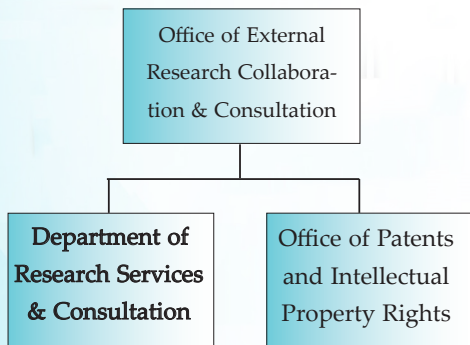 Office of External
Research Collabora-
tion & Consultation
Department of
Research Services
& Consultation
Office of Patents
and Intellectual
Property Rights